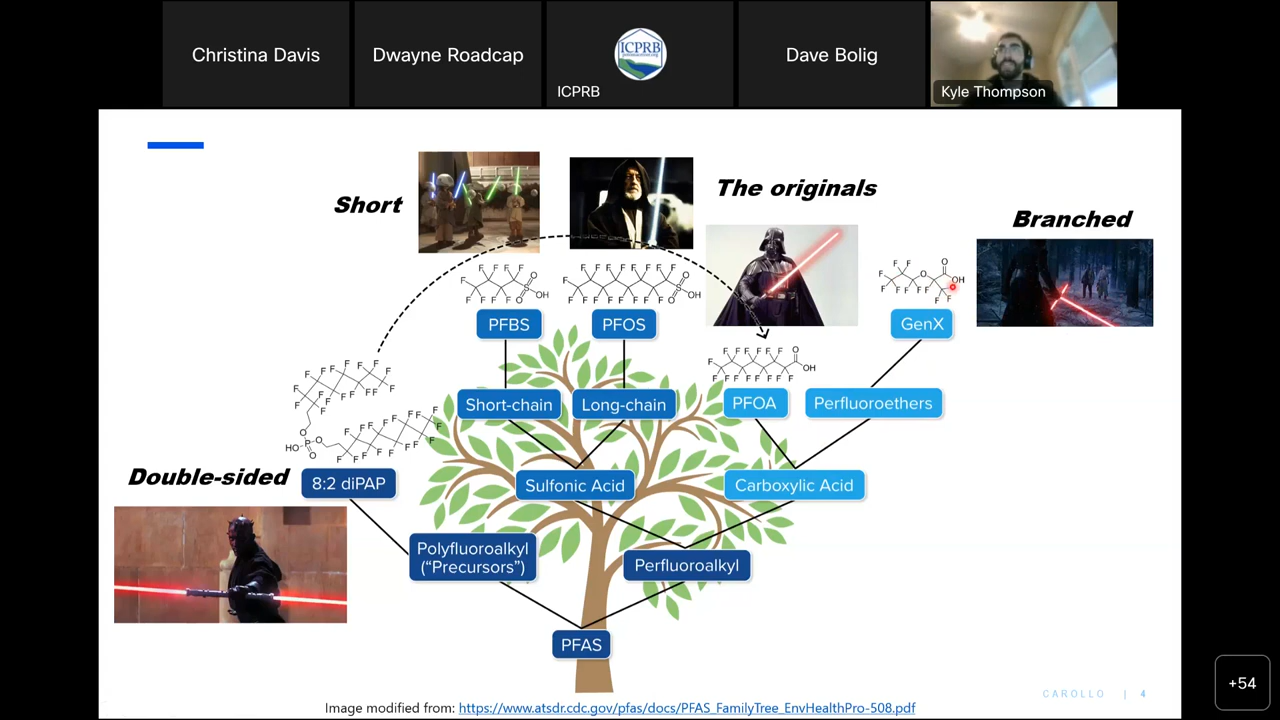 Christina Davis
Dwayne Roadcap
ICPRB
ICPRB
Dave Bolig
Kyle Thompson
Short
The originals
Branched
PFBS
PFOS
GenX
Short-chain
Long-chain
PFOA
Perfluoroethers
Double-sided
8:2 diPAP
Sulfonic Acid
Carboxylic Acid
Polyfluoroalkyl
(“Precursors”)
Perfluoroalkyl
PFAS
CAROLLO | 4
Image modified from: https://www.atsdr.cdc.gov/pfas/docs/PFAS_FamilyTree_EnvHealthPro-508.pdf
+54